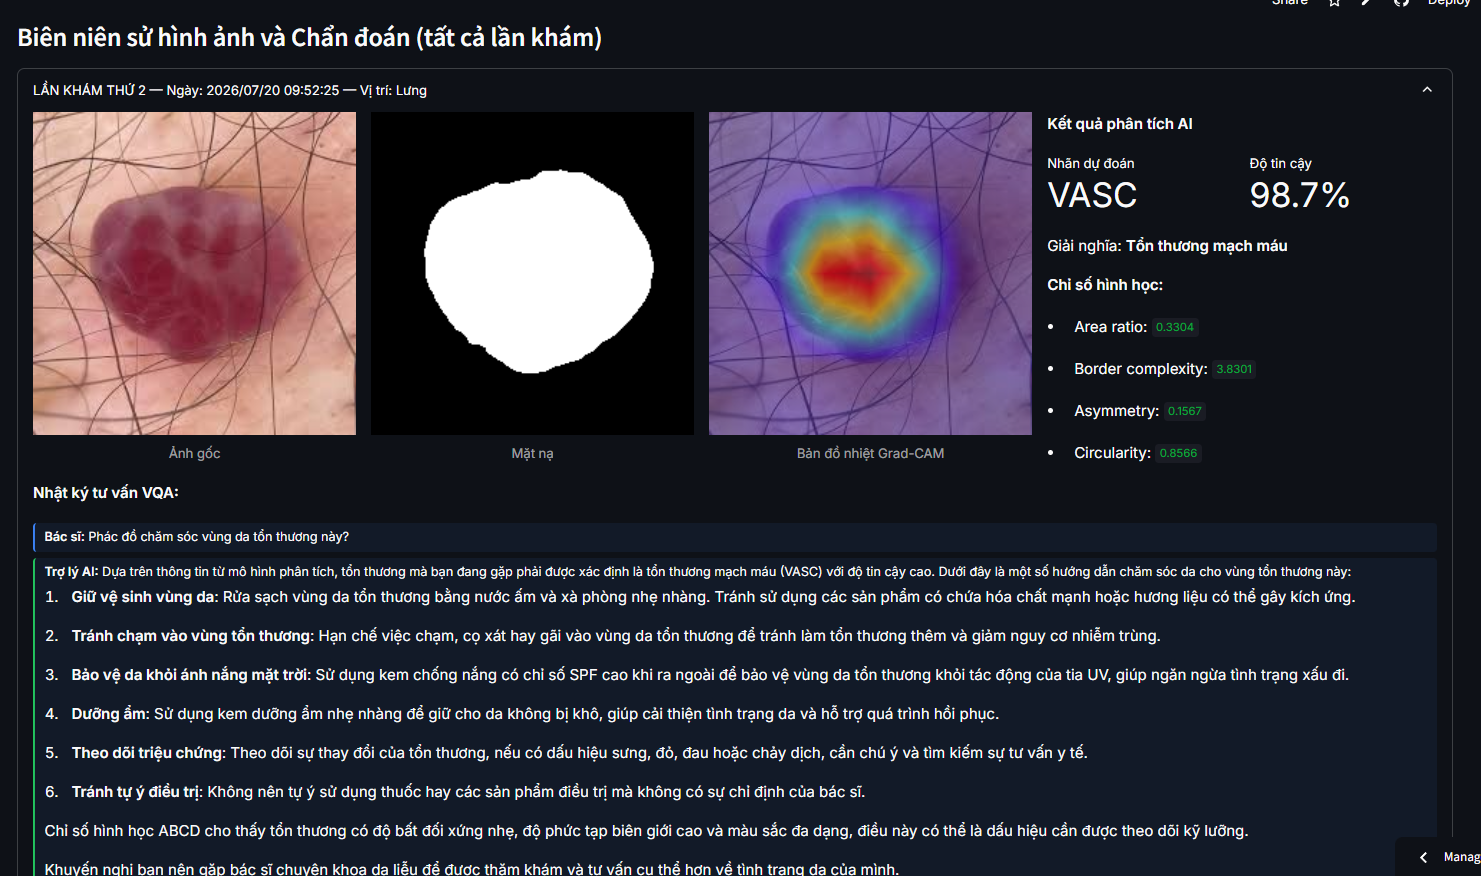 Share Deploy
Biên niên sử hình ảnh và Chẩn đoán (tất cả lần khám)
LẦN KHÁM THỨ 2 — Ngày: 2026/07/20 09:52:25 — Vị trí: Lưng
Kết quả phân tích AI
Nhãn dự đoán Độ tin cậy
VASC 98.7%
Giải nghĩa: Tổn thương mạch máu
Chỉ số hình học:
• Area ratio: 0.3304
• Border complexity: 3.8301
• Asymmetry: 0.1567
• Circularity: 0.8566
Ảnh gốc Mặt nạ Bản đồ nhiệt Grad-CAM
Nhật ký tư vấn VQA:
Bác sĩ: Phác đồ chăm sóc vùng da tổn thương này?
Trợ lý AI: Dựa trên thông tin từ mô hình phân tích, tổn thương mà bạn đang gặp phải được xác định là tổn thương mạch máu (VASC) với độ tin cậy cao. Dưới đây là một số hướng dẫn chăm sóc da cho vùng tổn thương này:
1. Giữ vệ sinh vùng da: Rửa sạch vùng da tổn thương bằng nước ấm và xà phòng nhẹ nhàng. Tránh sử dụng các sản phẩm có chứa hóa chất mạnh hoặc hương liệu có thể gây kích ứng.
2. Tránh chạm vào vùng tổn thương: Hạn chế việc chạm, cọ xát hay gãi vào vùng da tổn thương để tránh làm tổn thương thêm và giảm nguy cơ nhiễm trùng.
3. Bảo vệ da khỏi ánh nắng mặt trời: Sử dụng kem chống nắng có chỉ số SPF cao khi ra ngoài để bảo vệ vùng da tổn thương khỏi tác động của tia UV, giúp ngăn ngừa tình trạng xấu đi.
4. Dưỡng ẩm: Sử dụng kem dưỡng ẩm nhẹ nhàng để giữ cho da không bị khô, giúp cải thiện tình trạng da và hỗ trợ quá trình hồi phục.
5. Theo dõi triệu chứng: Theo dõi sự thay đổi của tổn thương, nếu có dấu hiệu sưng, đỏ, đau hoặc chảy dịch, cần chú ý và tìm kiếm sự tư vấn y tế.
6. Tránh tự ý điều trị: Không nên tự ý sử dụng thuốc hay các sản phẩm điều trị mà không có sự chỉ định của bác sĩ.
Chỉ số hình học ABCD cho thấy tổn thương có độ bất đối xứng nhẹ, độ phức tạp biên giới cao và màu sắc đa dạng, điều này có thể là dấu hiệu cần được theo dõi kỹ lưỡng.
Khuyến nghị bạn nên gặp bác sĩ chuyên khoa da liễu để được thăm khám và tư vấn cụ thể hơn về tình trạng da của mình.
Manag